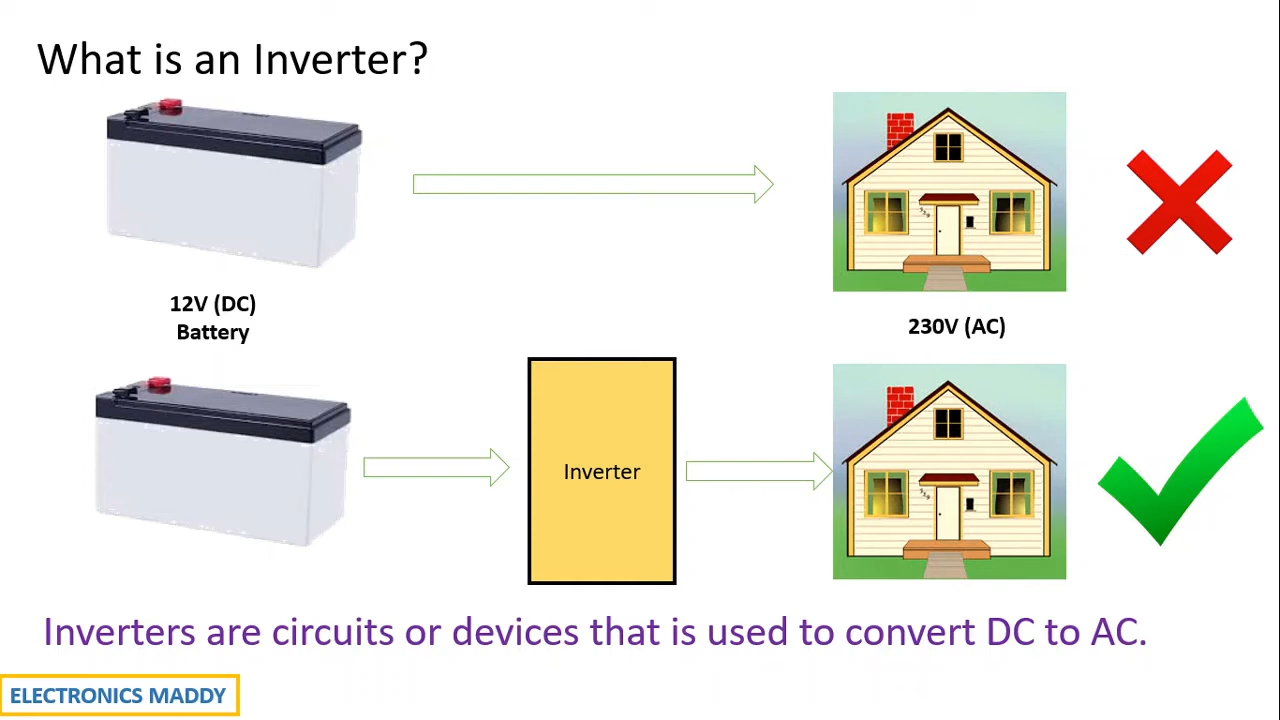 What is an Inverter?
12V (DC)
Battery
230V (AC)
Inverter
Inverters are circuits or devices that is used to convert DC to AC.
ELECTRONICS MADDY